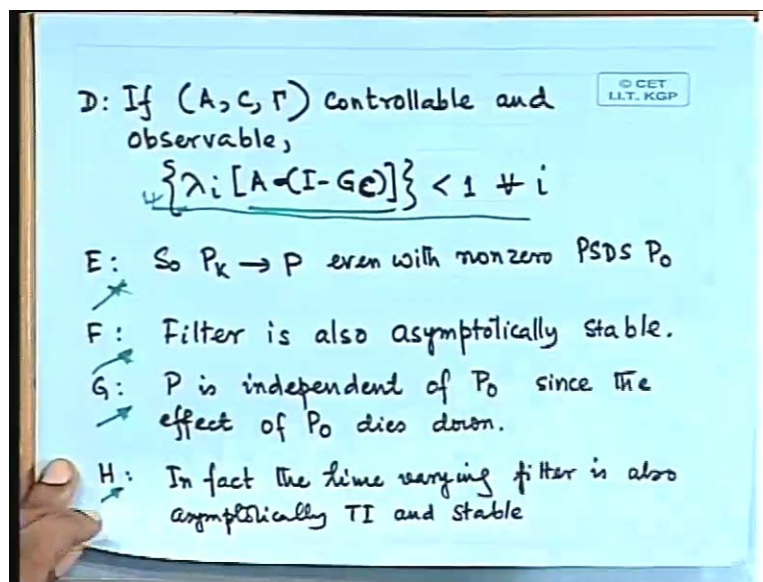 © CET
I.I.T. KGP
D: If (A, C, Γ) controllable and
observable,
{λi [A(I-GC)]} < 1 ∀ i
E: So PK → P even with nonzero PSDS P0
F: Filter is also asymptotically stable.
G: P is independent of P0 since the
effect of P0 dies down.
H: In fact the time varying filter is also
asymptotically TI and stable